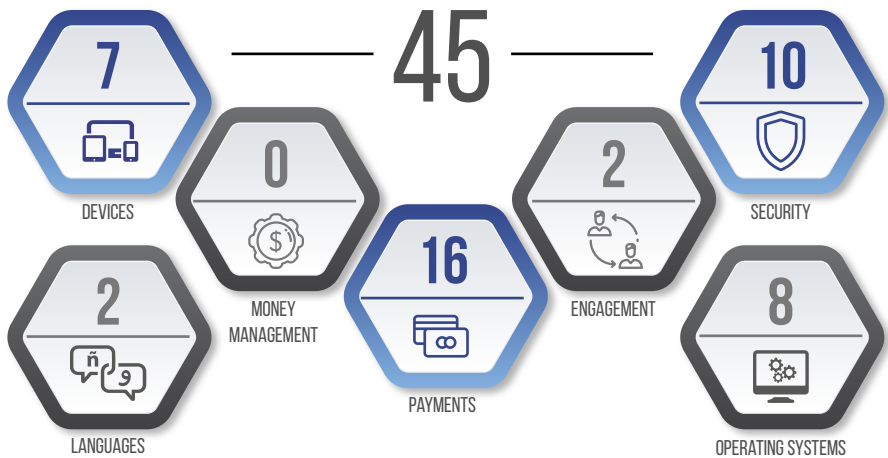 45
7
DEVICES
10
SECURITY
0
MONEY
MANAGEMENT
2
ENGAGEMENT
16
PAYMENTS
2
ñ
و
LANGUAGES
8
OPERATING SYSTEMS